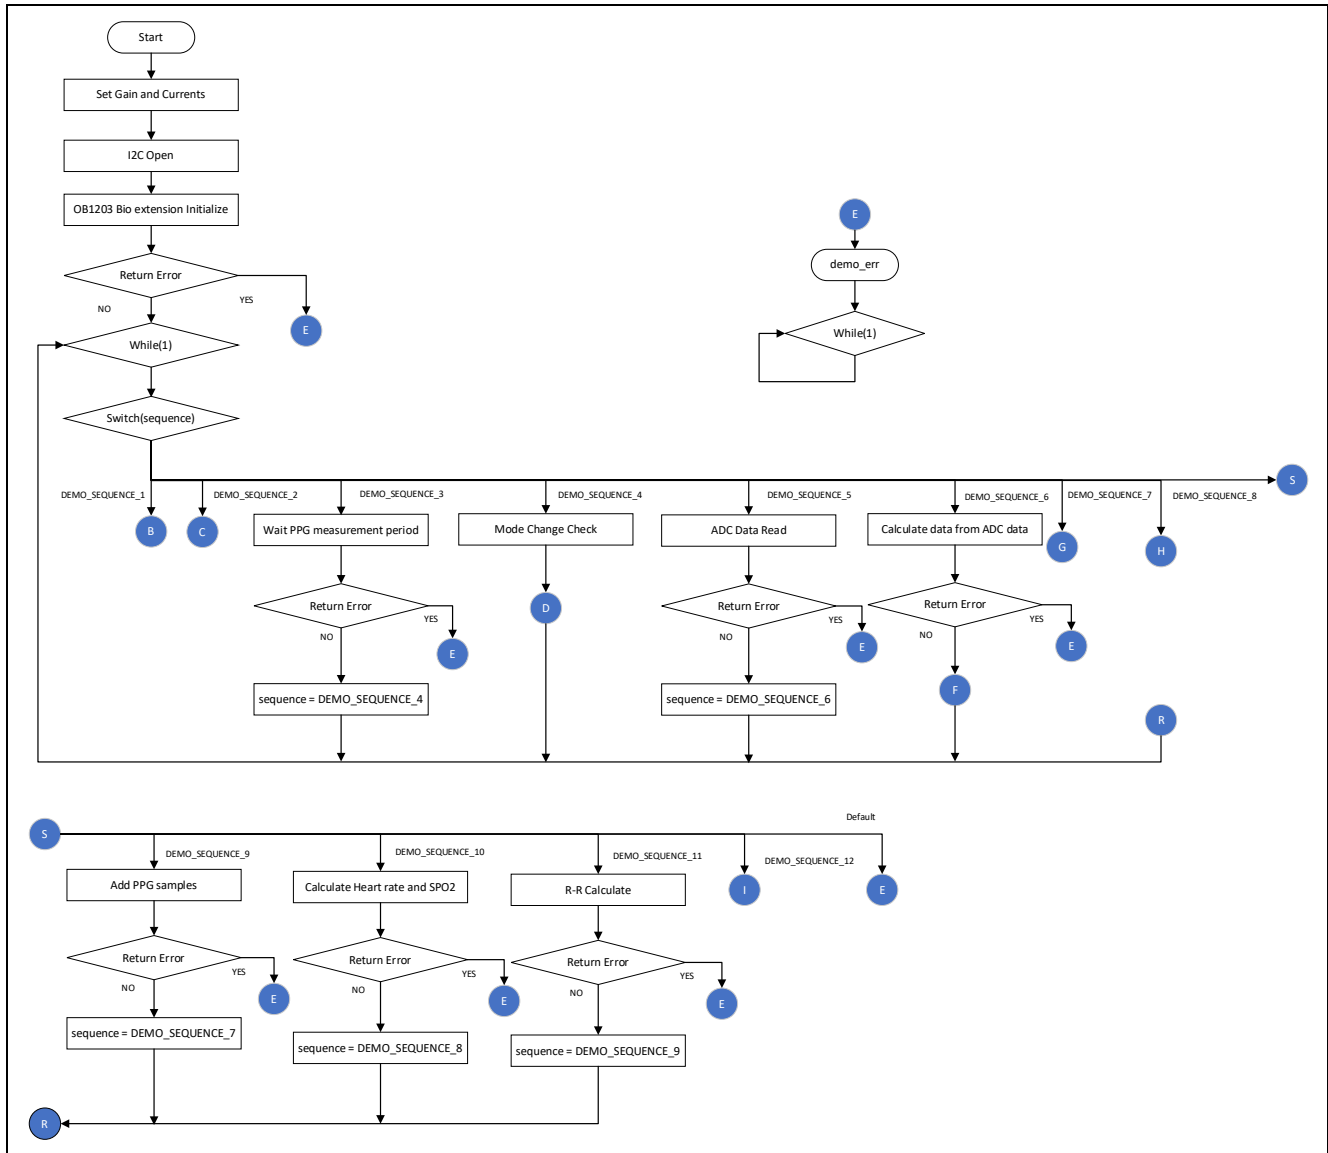 Start
Set Gain and Currents
I2C Open
OB1203 Bio extension Initialize
Return Error
NO
YES
E
While(1)
Switch(sequence)
E
demo_err
While(1)
S
DEMO_SEQUENCE_1
DEMO_SEQUENCE_2
DEMO_SEQUENCE_3
DEMO_SEQUENCE_4
DEMO_SEQUENCE_5
DEMO_SEQUENCE_6
DEMO_SEQUENCE_7
DEMO_SEQUENCE_8
B
C
Wait PPG measurement period
Mode Change Check
ADC Data Read
Calculate data from ADC data
G
H
Return Error
YES
NO
E
D
Return Error
YES
NO
E
Return Error
YES
NO
E
sequence = DEMO_SEQUENCE_4
sequence = DEMO_SEQUENCE_6
F
R
S
Default
DEMO_SEQUENCE_9
DEMO_SEQUENCE_10
DEMO_SEQUENCE_11
DEMO_SEQUENCE_12
Add PPG samples
Calculate Heart rate and SPO2
R-R Calculate
I
E
Return Error
YES
NO
E
Return Error
YES
NO
E
Return Error
YES
NO
E
sequence = DEMO_SEQUENCE_7
sequence = DEMO_SEQUENCE_8
sequence = DEMO_SEQUENCE_9
R